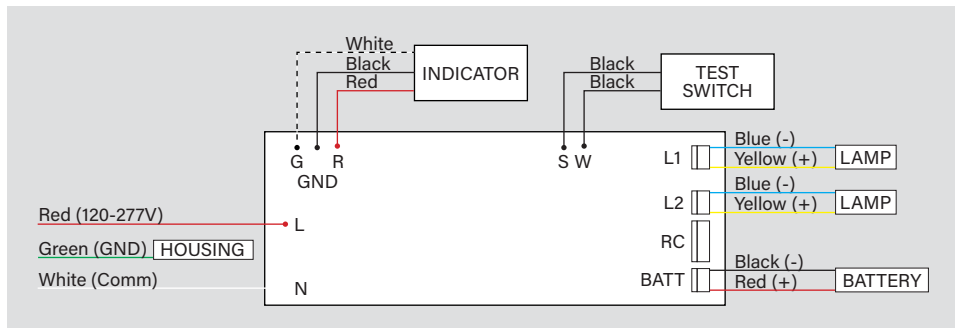 White
Black
Red
INDICATOR
Black
Black
TEST
SWITCH
G
R
GND
S W
L1
Blue (-)
Yellow (+)
LAMP
L2
Blue (-)
Yellow (+)
LAMP
Red (120-277V)
L
Green (GND)
HOUSING
RC
White (Comm)
N
BATT
Black (-)
Red (+)
BATTERY